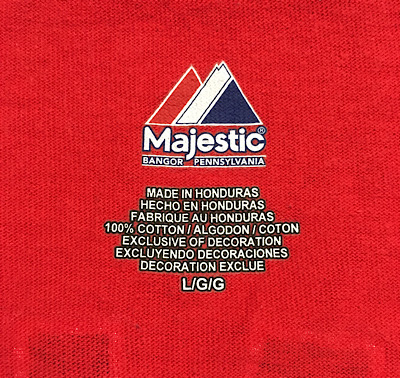 Majestic®
BANGOR PENNSYLVANIA
MADE IN HONDURAS
HECHO EN HONDURAS
FABRIQUE AU HONDURAS
100% COTTON / ALGODON / COTON
EXCLUSIVE OF DECORATION
EXCLUYENDO DECORACIONES
DECORATION EXCLUE
L/G/G